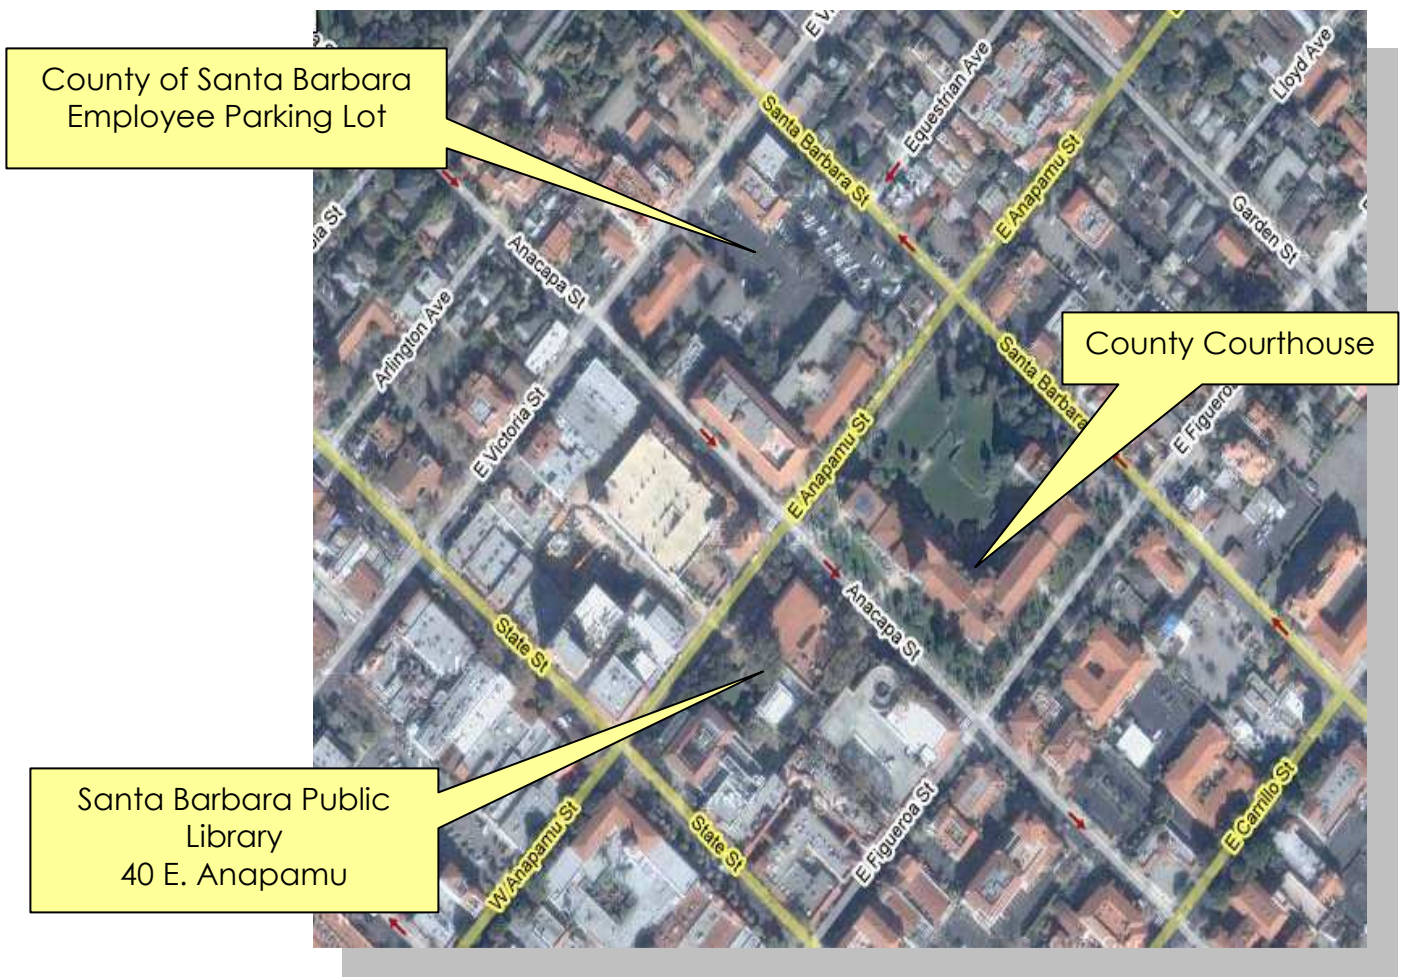 County of Santa Barbara
Employee Parking Lot
Santa Barbara St
Equestrian Ave
Lloyd Ave
E Anapamu St
Garden St
Anacapa St
Arlington Ave
County Courthouse
Santa Barbara
E Figueroa
E Victoria St
E Anapamu St
Anacapa St
State St
Santa Barbara Public
Library
40 E. Anapamu
W Anapamu St
State St
E Figueroa St
E Carrillo St